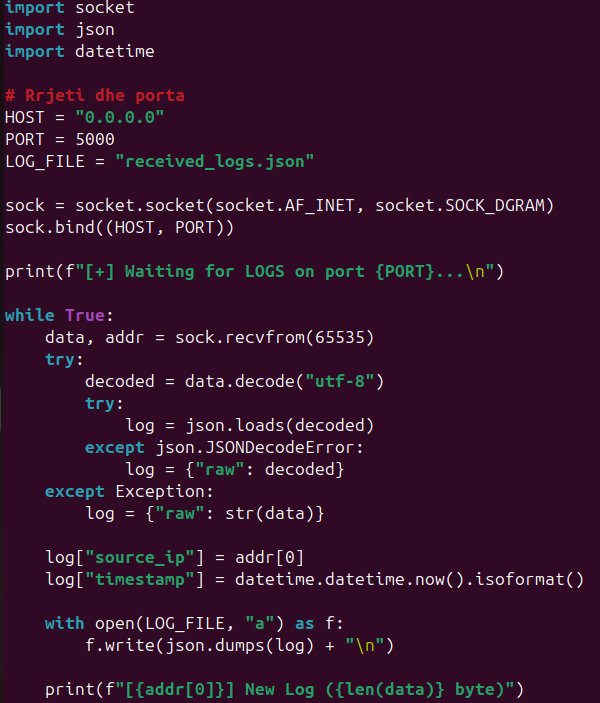 import socket
import json
import datetime

# Rrjeti dhe porta
HOST = "0.0.0.0"
PORT = 5000
LOG_FILE = "received_logs.json"

sock = socket.socket(socket.AF_INET, socket.SOCK_DGRAM)
sock.bind((HOST, PORT))

print(f"[+] Waiting for LOGS on port {PORT}...\n")

while True:
    data, addr = sock.recvfrom(65535)
    try:
        decoded = data.decode("utf-8")
        try:
            log = json.loads(decoded)
        except json.JSONDecodeError:
            log = {"raw": decoded}
    except Exception:
        log = {"raw": str(data)}

    log["source_ip"] = addr[0]
    log["timestamp"] = datetime.datetime.now().isoformat()

    with open(LOG_FILE, "a") as f:
        f.write(json.dumps(log) + "\n")

    print(f"[{addr[0]}] New Log ({len(data)} byte)")